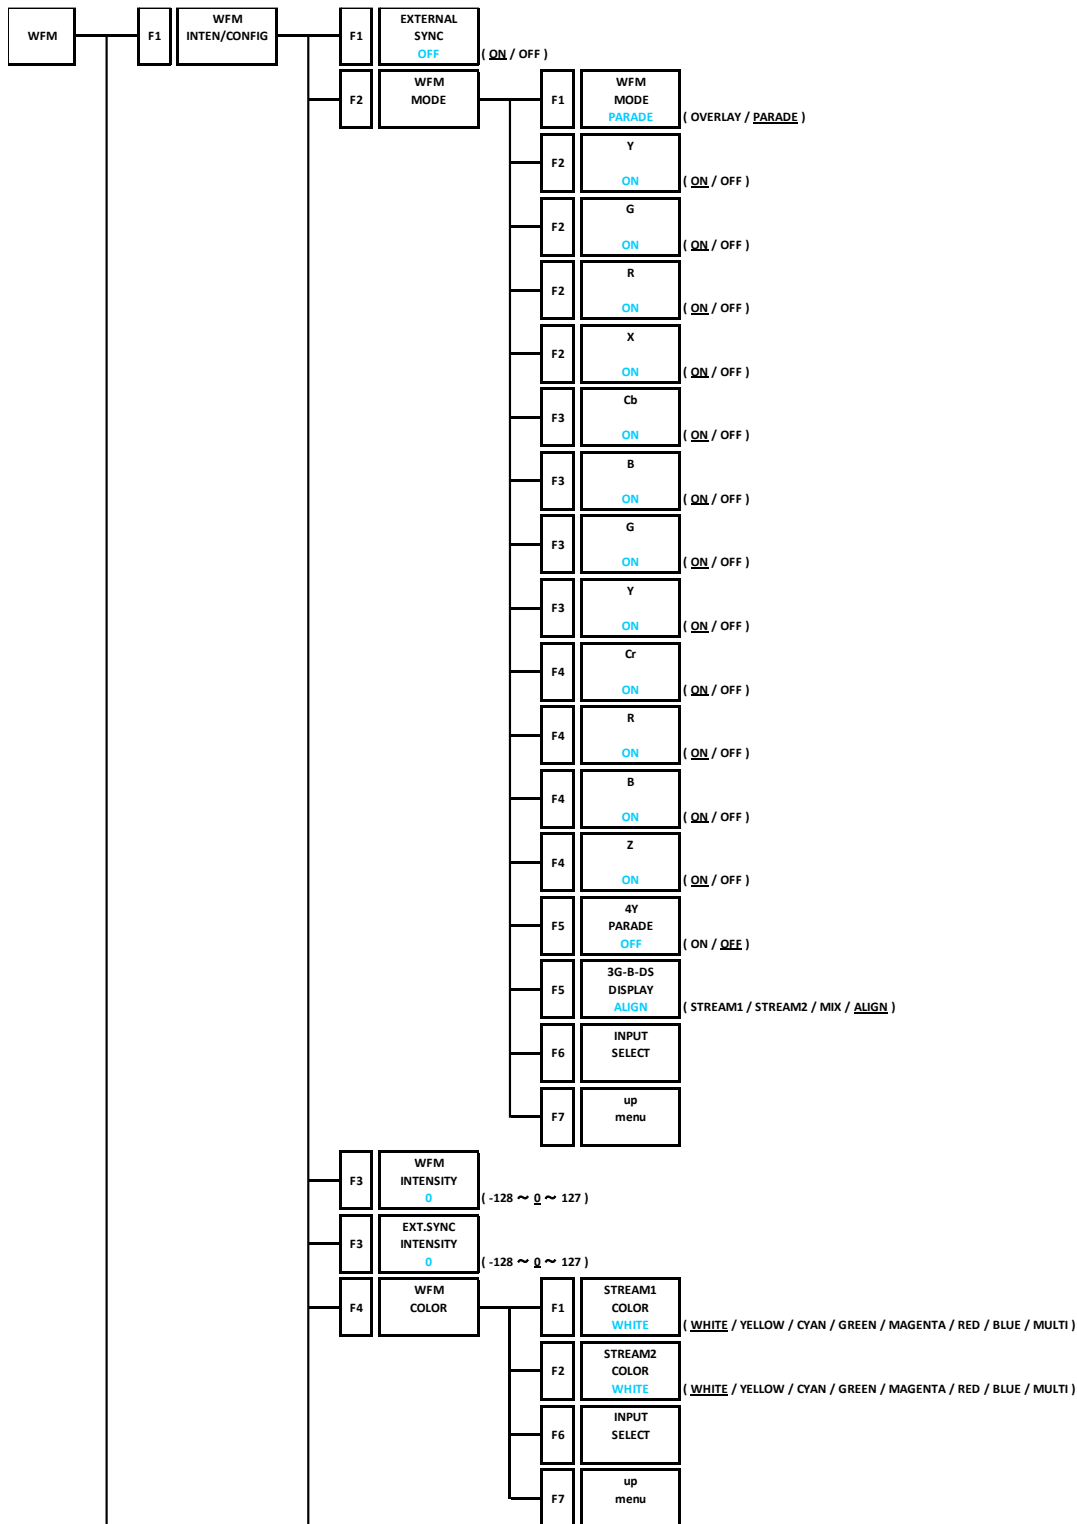 WFM
F1
WFM
INTEN/CONFIG
F1
EXTERNAL
SYNC
OFF
( ON / OFF )
F2
WFM
MODE
F1
WFM
MODE
PARADE
( OVERLAY / PARADE )
F2
Y
ON
( ON / OFF )
F2
G
ON
( ON / OFF )
F2
R
ON
( ON / OFF )
F2
X
ON
( ON / OFF )
F3
Cb
ON
( ON / OFF )
F3
B
ON
( ON / OFF )
F3
G
ON
( ON / OFF )
F3
Y
ON
( ON / OFF )
F4
Cr
ON
( ON / OFF )
F4
R
ON
( ON / OFF )
F4
B
ON
( ON / OFF )
F4
Z
ON
( ON / OFF )
F5
4Y
PARADE
OFF
( ON / OFF )
F5
3G-B-DS
DISPLAY
ALIGN
( STREAM1 / STREAM2 / MIX / ALIGN )
F6
INPUT
SELECT
F7
up
menu
F3
WFM
INTENSITY
0
( -128 ～ 0 ～ 127 )
F3
EXT.SYNC
INTENSITY
0
( -128 ～ 0 ～ 127 )
F4
WFM
COLOR
F1
STREAM1
COLOR
WHITE
( WHITE / YELLOW / CYAN / GREEN / MAGENTA / RED / BLUE / MULTI )
F2
STREAM2
COLOR
WHITE
( WHITE / YELLOW / CYAN / GREEN / MAGENTA / RED / BLUE / MULTI )
F6
INPUT
SELECT
F7
up
menu